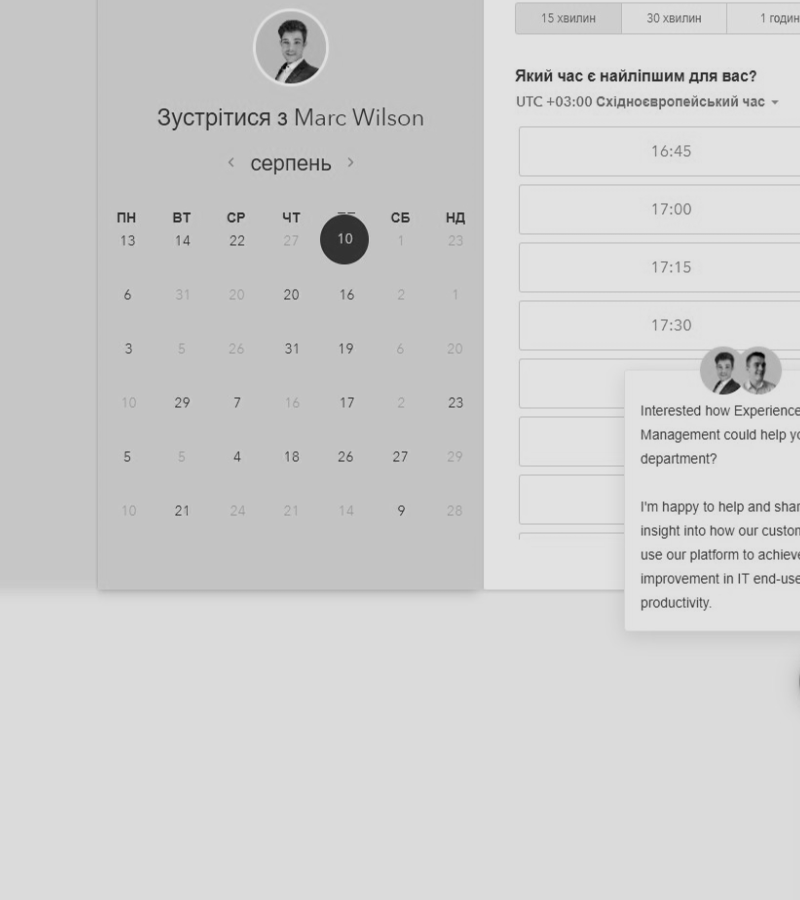 Зустрітися з Marc Wilson
серпень
ПН ВТ СР ЧТ СБ НД
13 14 22 27 10 1 23
6 31 20 20 16 2 1
3 5 26 31 19 6 20
10 29 7 16 17 2 23
5 5 4 18 26 27 29
10 21 24 21 14 9 28
15 хвилин 30 хвилин 1 годин
Який час є найліпшим для вас?
UTC +03:00 Східноєвропейський час
16:45
17:00
17:15
17:30
Interested how Experience
Management could help yo
department?
I'm happy to help and shar
insight into how our custom
use our platform to achieve
improvement in IT end-use
productivity.